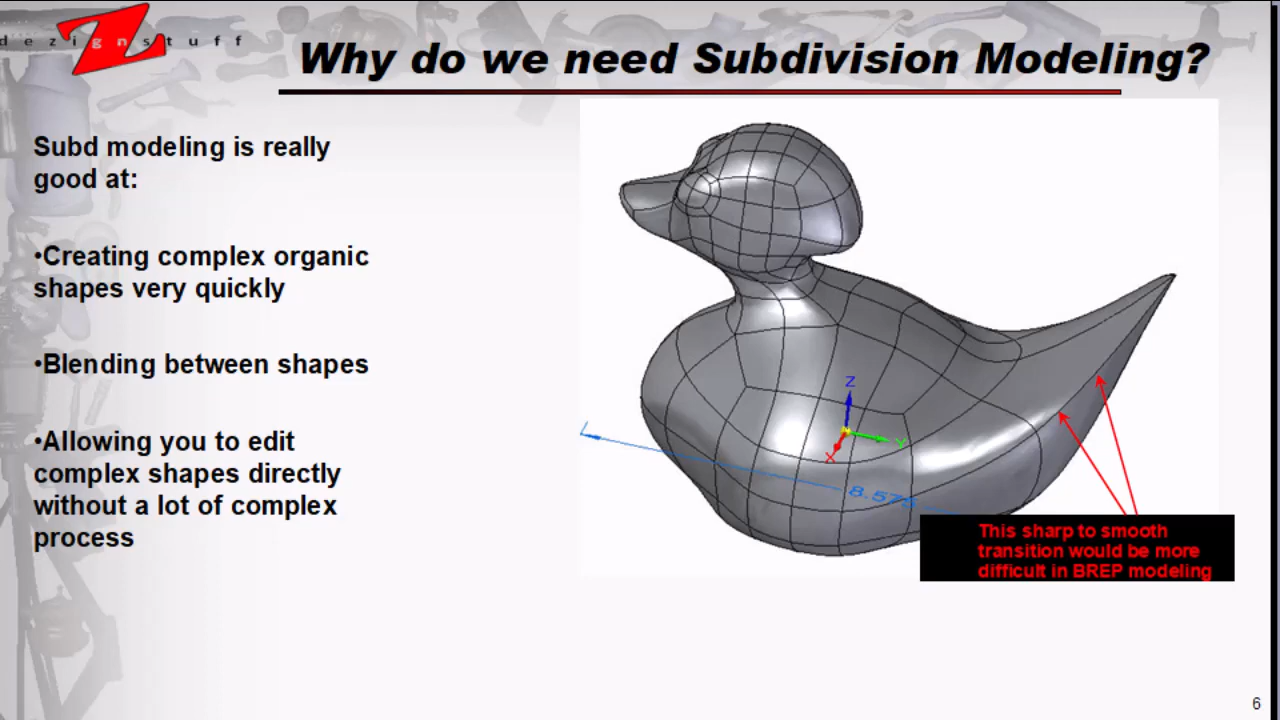 dezignstuff
Why do we need Subdivision Modeling?
Subd modeling is really
good at:
•Creating complex organic
shapes very quickly
•Blending between shapes
•Allowing you to edit
complex shapes directly
without a lot of complex
process
Z
Y
X
8.575
This sharp to smooth
transition would be more
difficult in BREP modeling
6